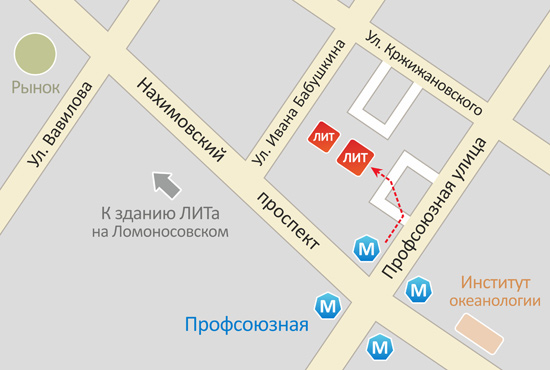 Ул. Кржижановского
Рынок
Ул. Вавилова
Нахимовский
проспект
Ул. Ивана Бабушкина
ЛИТ
ЛИТ
Профсоюзная улица
К зданию ЛИТа
на Ломоносовском
М
М
М
М
Профсоюзная
Институт
океанологии